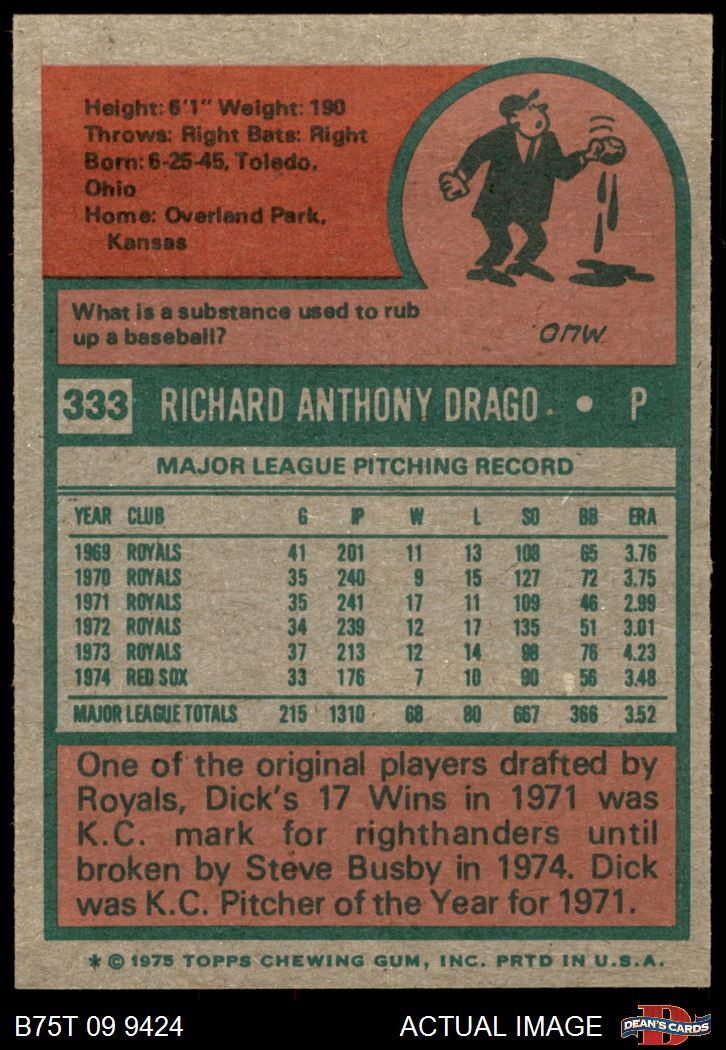 Height: 6'1" Weight: 190
Throws: Right Bats: Right
Born: 6-25-45, Toledo,
Ohio
Home: Overland Park,
Kansas
What is a substance used to rub
up a baseball?
333 RICHARD ANTHONY DRAGO • P
MAJOR LEAGUE PITCHING RECORD
YEAR CLUB G IP W L SO BB ERA
1969 ROYALS 41 201 11 13 108 65 3.76
1970 ROYALS 35 240 9 15 127 72 3.75
1971 ROYALS 35 241 17 11 109 46 2.99
1972 ROYALS 34 239 12 17 135 51 3.01
1973 ROYALS 37 213 12 14 98 76 4.23
1974 RED SOX 33 176 7 10 90 56 3.48
MAJOR LEAGUE TOTALS 215 1310 68 80 667 366 3.52
One of the original players drafted by
Royals, Dick's 17 Wins in 1971 was
K.C. mark for righthanders until
broken by Steve Busby in 1974. Dick
was K.C. Pitcher of the Year for 1971.
* © 1975 TOPPS CHEWING GUM, INC. PRTD IN U.S.A.
B75T 09 9424 ACTUAL IMAGE DEAN'S CARDS